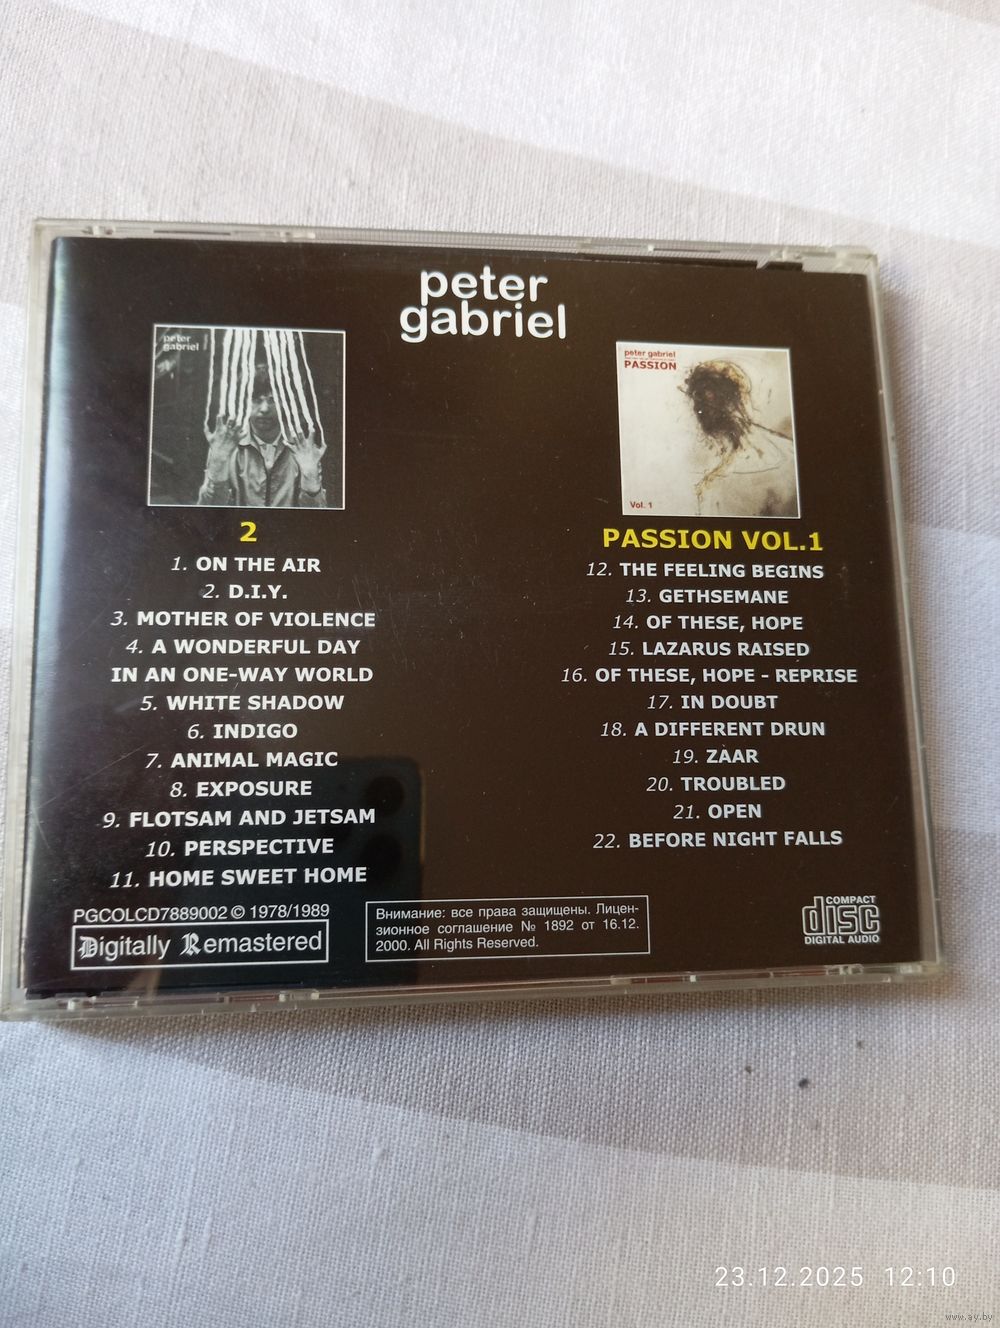 peter
gabriel
peter
gabriel
2
1. ON THE AIR
2. D.I.Y.
3. MOTHER OF VIOLENCE
4. A WONDERFUL DAY
IN AN ONE-WAY WORLD
5. WHITE SHADOW
6. INDIGO
7. ANIMAL MAGIC
8. EXPOSURE
9. FLOTSAM AND JETSAM
10. PERSPECTIVE
11. HOME SWEET HOME
peter gabriel
PASSION
Vol. 1
PASSION VOL.1
12. THE FEELING BEGINS
13. GETHSEMANE
14. OF THESE, HOPE
15. LAZARUS RAISED
16. OF THESE, HOPE - REPRISE
17. IN DOUBT
18. A DIFFERENT DRUN
19. ZAAR
20. TROUBLED
21. OPEN
22. BEFORE NIGHT FALLS
PGCOLCD7889002 © 1978/1989
Digitally Remastered
Внимание: все права защищены. Лицен-
зионное соглашение № 1892 от 16.12.
2000. All Rights Reserved.
COMPACT
disc
DIGITAL AUDIO
23.12.2025 12:10
www.ay.by